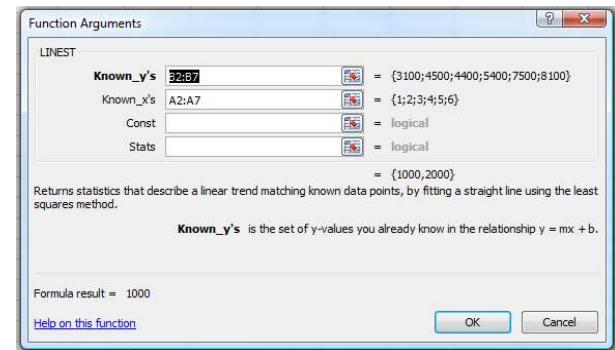 Function Arguments
LINEST
Known_y's B2:B7 = {3100;4500;4400;5400;7500;8100}
Known_x's A2:A7 = {1;2;3;4;5;6}
Const = logical
Stats = logical
= {1000,2000}
Returns statistics that describe a linear trend matching known data points, by fitting a straight line using the least
squares method.
Known_y's is the set of y-values you already know in the relationship y = mx + b.
Formula result = 1000
Help on this function OK Cancel